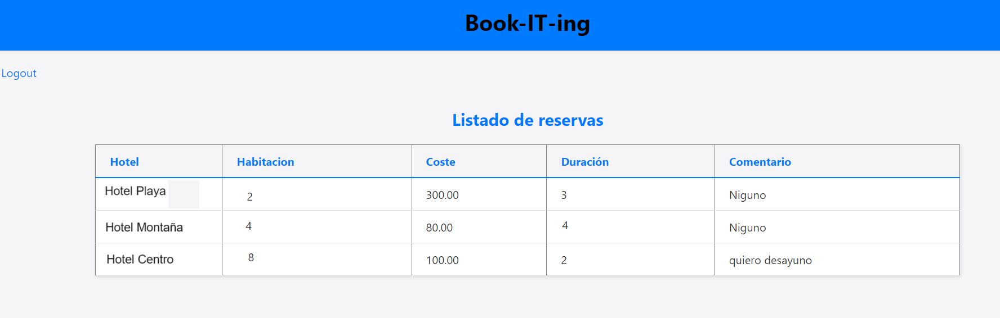 Book-IT-ing
Logout
Listado de reservas
Hotel Habitacion Coste Duración Comentario
Hotel Playa 2 300.00 3 Niguno
Hotel Montaña 4 80.00 4 Niguno
Hotel Centro 8 100.00 2 quiero desayuno